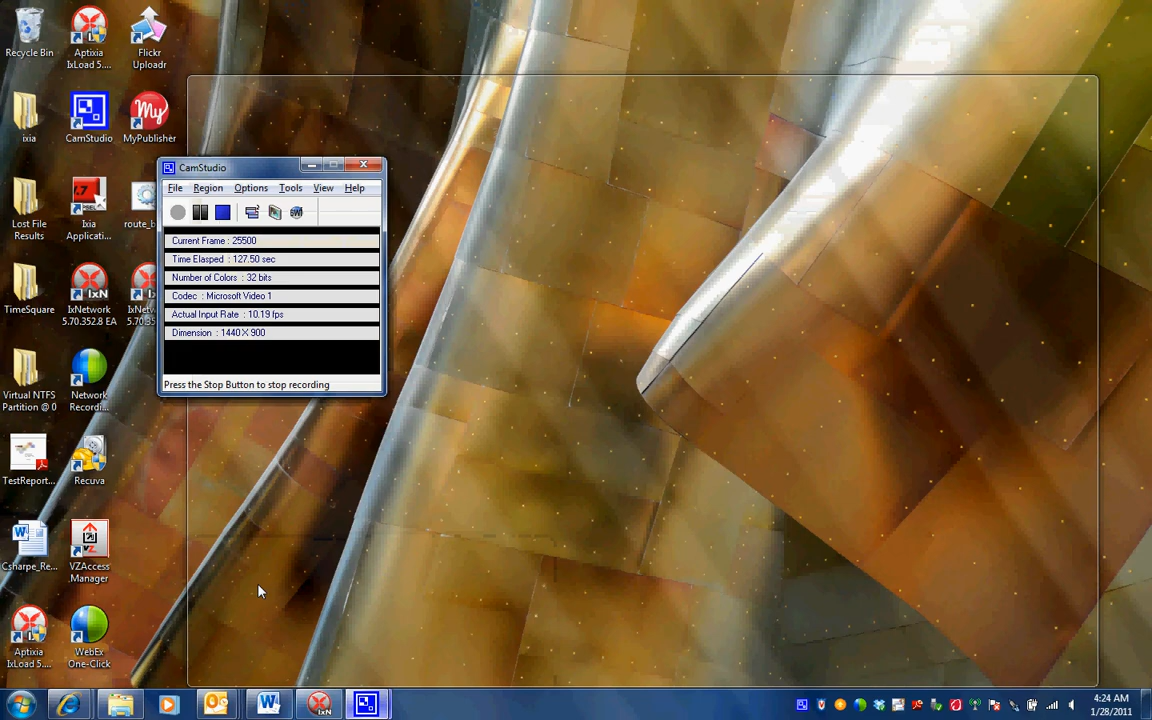 Recycle Bin
Aptixia
IxLoad 5....
Flickr
Uploadr
ixia
CamStudio
My
MyPublisher
Lost File
Results
Ixia
Applicati...
TimeSquare
IxN
IxNetwork
5.70.352.8 EA
Virtual NTFS
Partition @ 0
Network
Recordi...
TestReport...
Recuva
Csharpe_Re...
VZAccess
Manager
Aptixia
IxLoad 5....
WebEx
One-Click
CamStudio
File Region Options Tools View Help
Current Frame : 25500
Time Elasped : 127.50 sec
Number of Colors : 32 bits
Codec : Microsoft Video 1
Actual Input Rate : 10.19 fps
Dimension : 1440 X 900
Press the Stop Button to stop recording
IxN
4:24 AM
1/28/2011